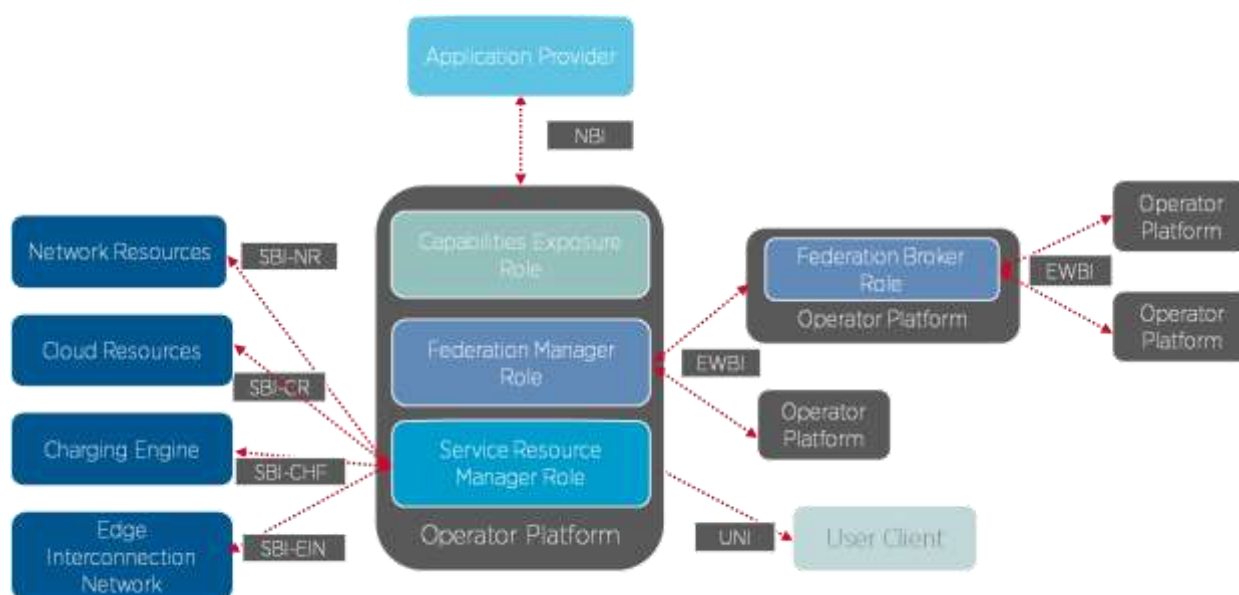 Application Provider
NBI
Capabilities Exposure
Role
Federation Manager
Role
Service Resource
Manager Role
Operator Platform
Network Resources
SBI-NR
Cloud Resources
SBI-CR
Charging Engine
SBI-CHF
Edge
Interconnection
Network
SBI-EIN
EWBI
Federation Broker
Role
Operator Platform
EWBI
Operator
Platform
Operator
Platform
Operator
Platform
UNI
User Client